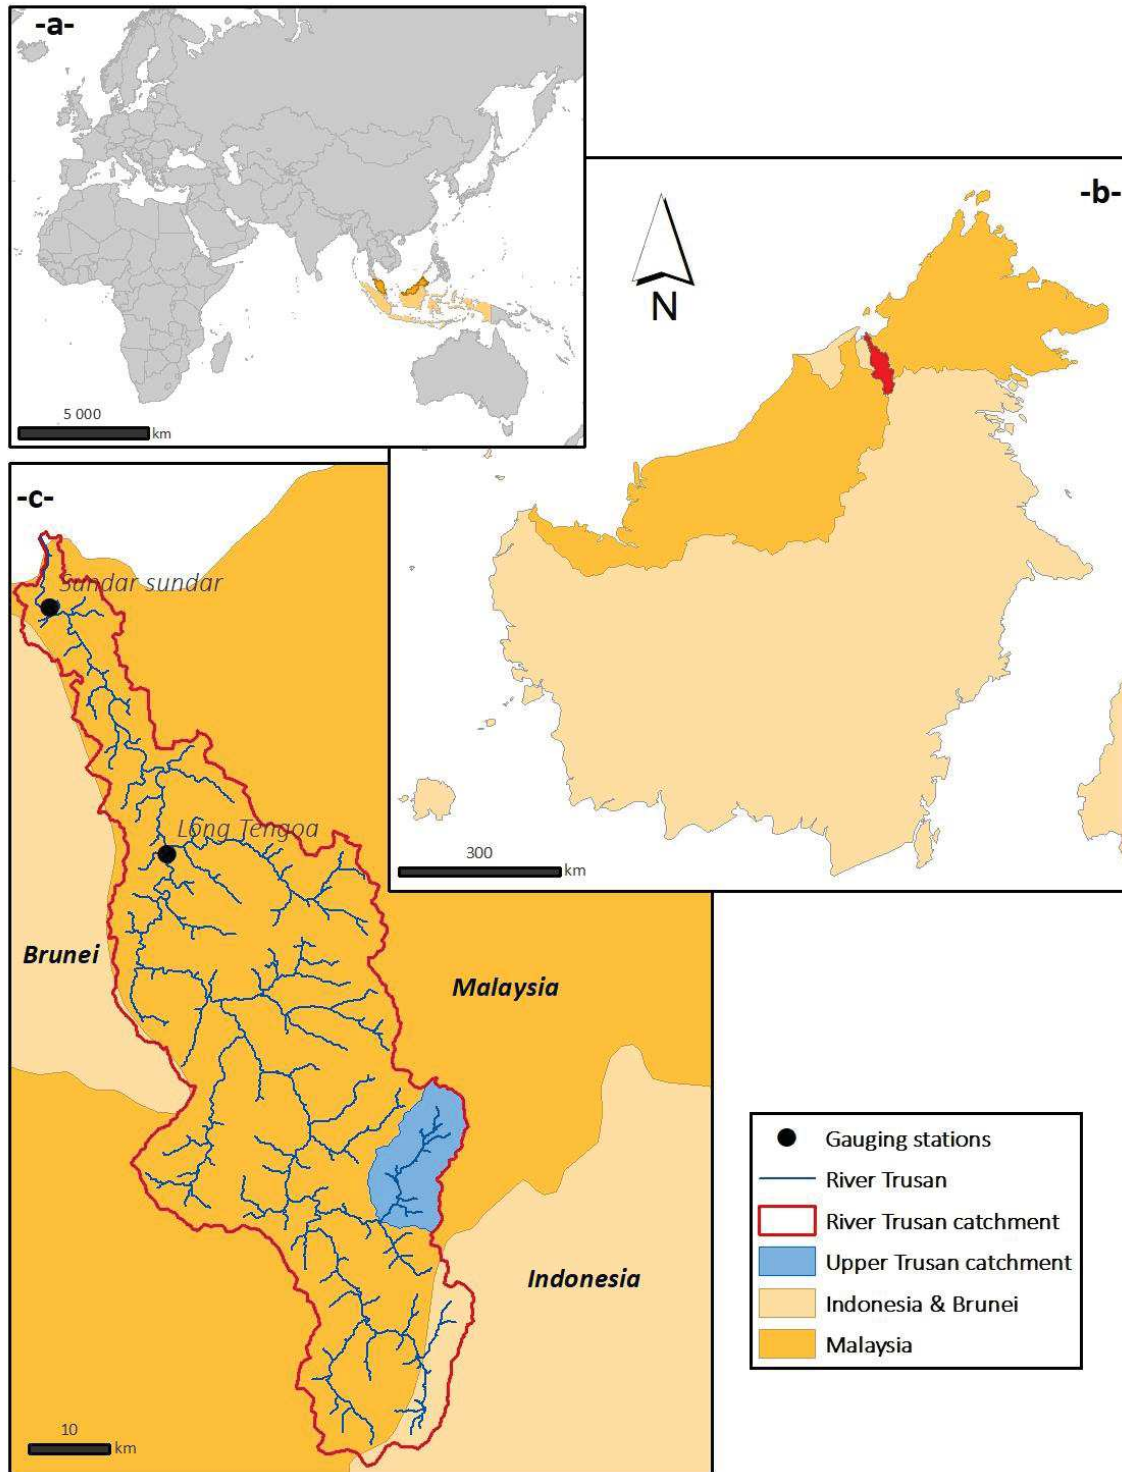 -a-
5 000
km
-b-
N
300
km
-c-
Sundar sundar
Long Tengoa
Brunei
Malaysia
Indonesia
10
km
Gauging stations
River Trusan
River Trusan catchment
Upper Trusan catchment
Indonesia & Brunei
Malaysia